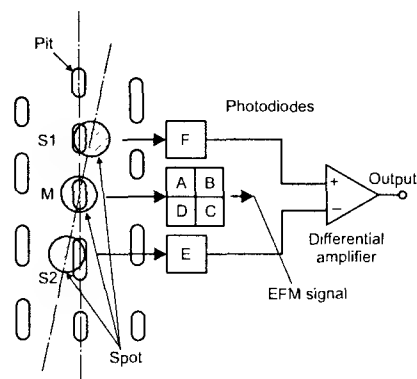 Pit
Photodiodes
S1
F
M
A B
D C
+
−
Output
Differential
amplifier
S2
E
EFM signal
Spot